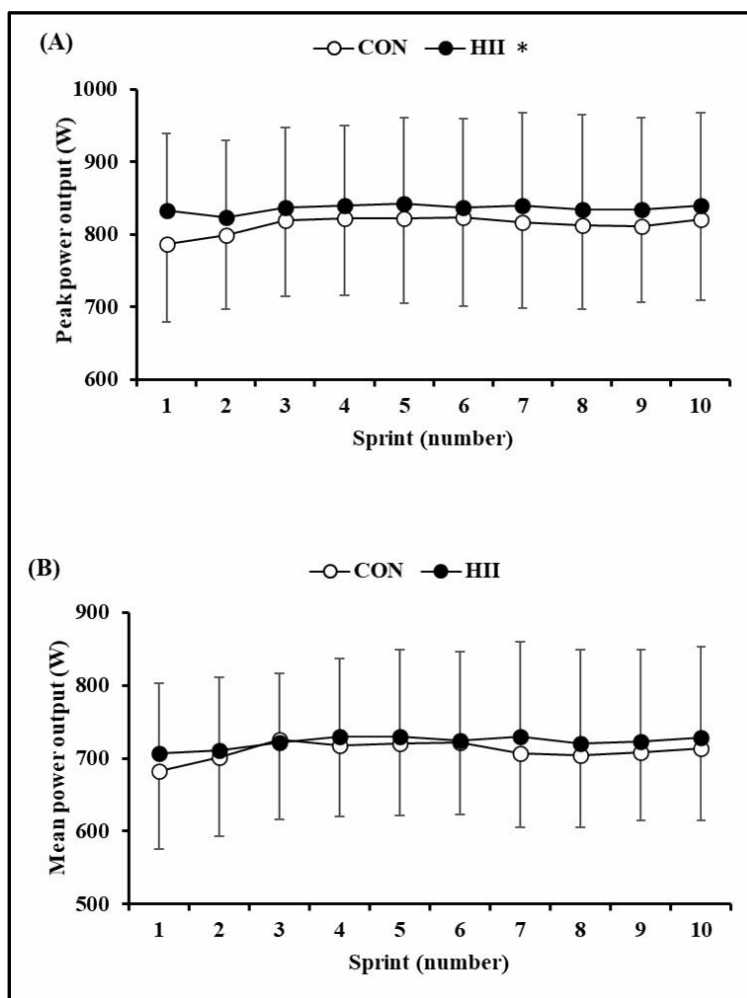 (A)
CON HII *
1000
900
800
700
600
Peak power output (W)
1 2 3 4 5 6 7 8 9 10
Sprint (number)
(B)
CON HII
900
800
700
600
500
Mean power output (W)
1 2 3 4 5 6 7 8 9 10
Sprint (number)